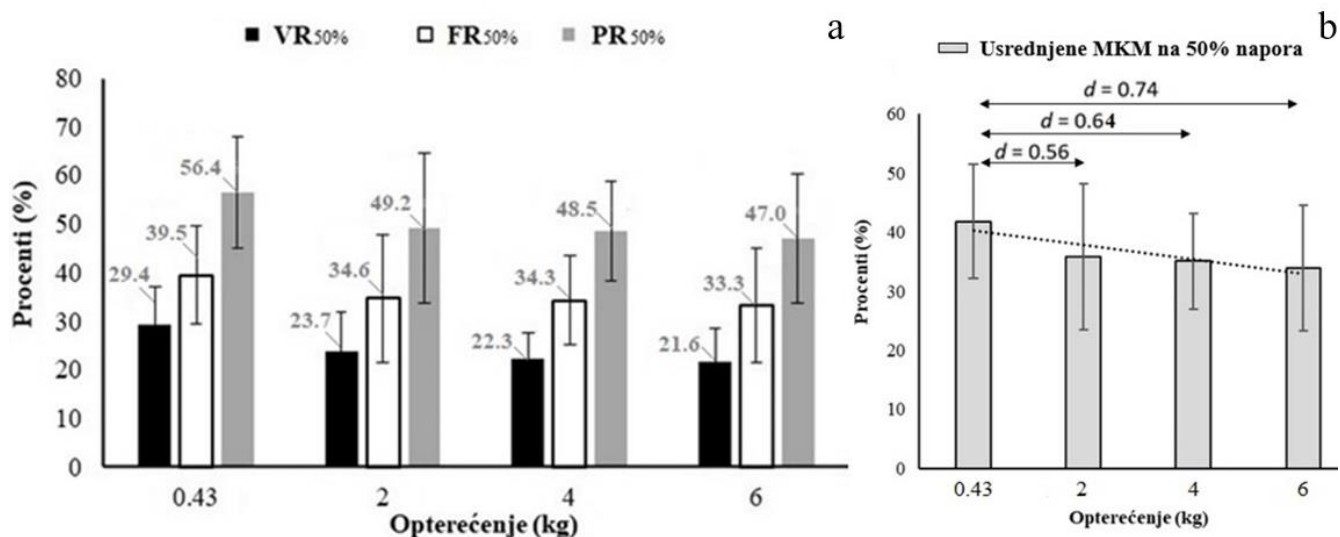 a
VR50% FR50% PR50%
Procenti (%)
80
70
60
50
40
30
20
10
0
29.4
39.5
56.4
23.7
34.6
49.2
22.3
34.3
48.5
21.6
33.3
47.0
0.43 2 4 6
Opterećenje (kg)
b
Usrednjene MKM na 50% napora
d = 0.74
d = 0.64
d = 0.56
Procenti (%)
60
50
40
30
20
10
0
0.43 2 4 6
Opterećenje (kg)